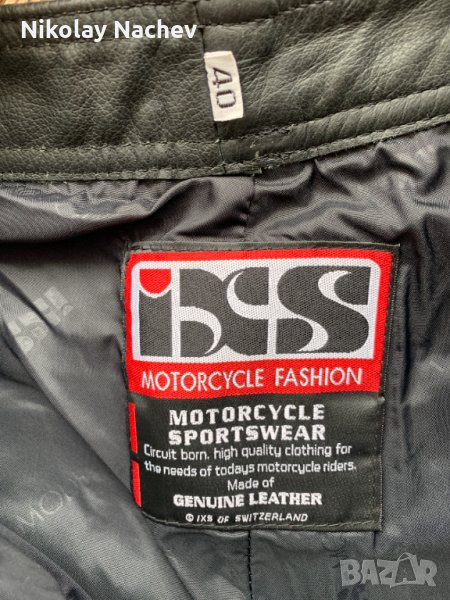 Nikolay Nachev
40
iXS
MOTORCYCLE FASHION
MOTORCYCLE
SPORTSWEAR
Circuit born, high quality clothing for
the needs of todays motorcycle riders.
Made of
GENUINE LEATHER
© IXS OF SWITZERLAND
BAZAR